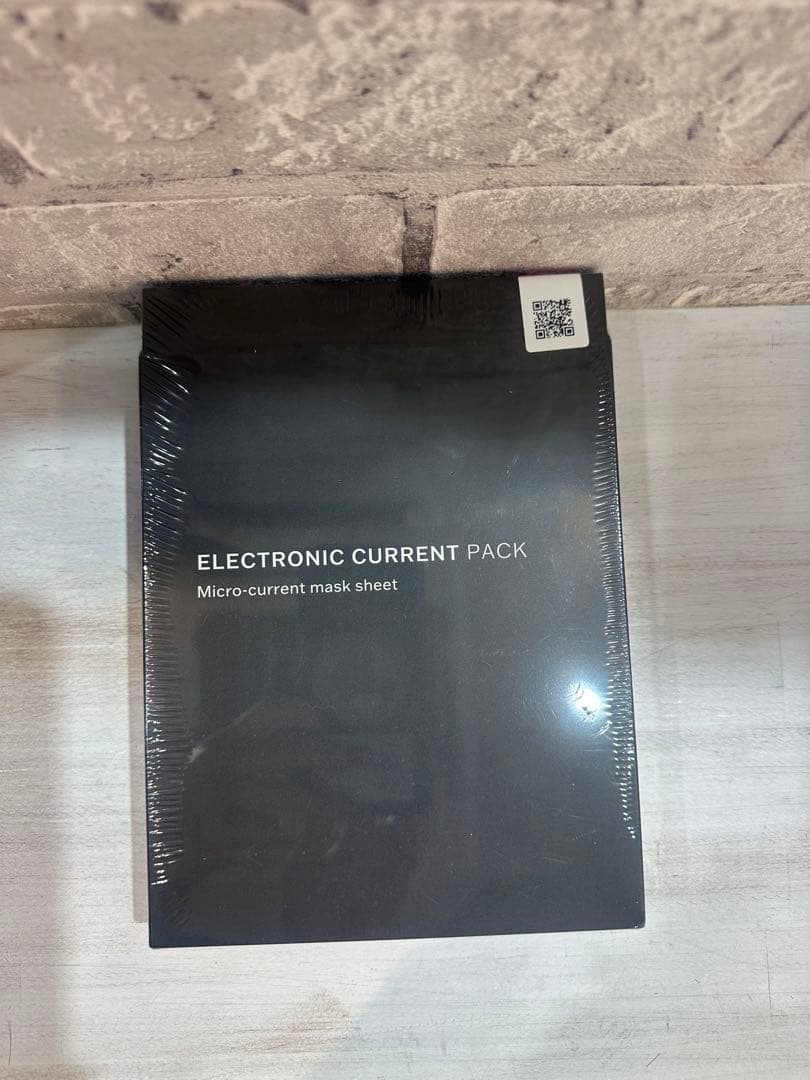 ELECTRONIC CURRENT PACK
Micro-current mask sheet